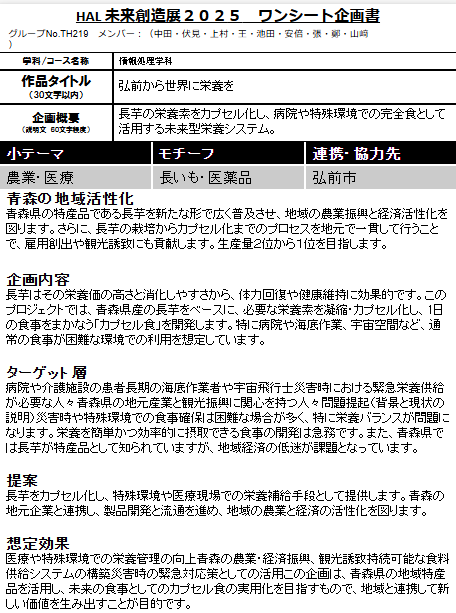 HAL 未来創造展２０２５　ワンシート企画書
グループNo.TH219　メンバー：（中田・伏見・上村・王・池田・安倍・張・鄭・山崎
）
学科/コース名称　情報処理学科
作品タイトル
（30文字以内）
弘前から世界に栄養を
企画概要
（説明文 60文字程度）
長芋の栄養素をカプセル化し、病院や特殊環境での完全食として
活用する未来型栄養システム。
小テーマ　モチーフ　連携・協力先
農業・医療　長いも・医薬品　弘前市
青森の地域活性化
青森県の特産品である長芋を新たな形で広く普及させ、地域の農業振興と経済活性化を
図ります。さらに、長芋の栽培からカプセル化までのプロセスを地元で一貫して行うこと
で、雇用創出や観光誘致にも貢献します。生産量2位から1位を目指します。
企画内容
長芋はその栄養価の高さと消化しやすさから、体力回復や健康維持に効果的です。この
プロジェクトでは、青森県産の長芋をベースに、必要な栄養素を凝縮・カプセル化し、1日
の食事をまかなう「カプセル食」を開発します。特に病院や海底作業、宇宙空間など、通
常の食事が困難な環境での利用を想定しています。
ターゲット層
病院や介護施設の患者長期の海底作業者や宇宙飛行士災害時における緊急栄養供給
が必要な人々青森県の地元産業と観光振興に関心を持つ人々問題提起（背景と現状の
説明）災害時や特殊環境での食事確保は困難な場合が多く、特に栄養バランスが問題に
なります。栄養を簡単かつ効率的に摂取できる食事の開発は急務です。また、青森県で
は長芋が特産品として知られていますが、地域経済の低迷が課題となっています。
提案
長芋をカプセル化し、特殊環境や医療現場での栄養補給手段として提供します。青森の
地元企業と連携し、製品開発と流通を進め、地域の農業と経済の活性化を図ります。
想定効果
医療や特殊環境での栄養管理の向上青森の農業・経済振興、観光誘致持続可能な食料
供給システムの構築災害時の緊急対応策としての活用この企画は、青森県の地域特産
品を活用し、未来の食事としてのカプセル食の実用化を目指すもので、地域と連携して新
しい価値を生み出すことが目的です。